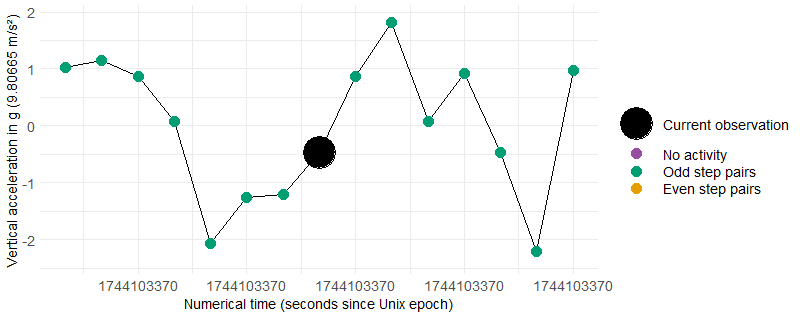 Vertical acceleration in g (9.80665 m/s²)
2
1
0
-1
-2
1744103370 1744103370 1744103370 1744103370 1744103370
Numerical time (seconds since Unix epoch)
Current observation
No activity
Odd step pairs
Even step pairs